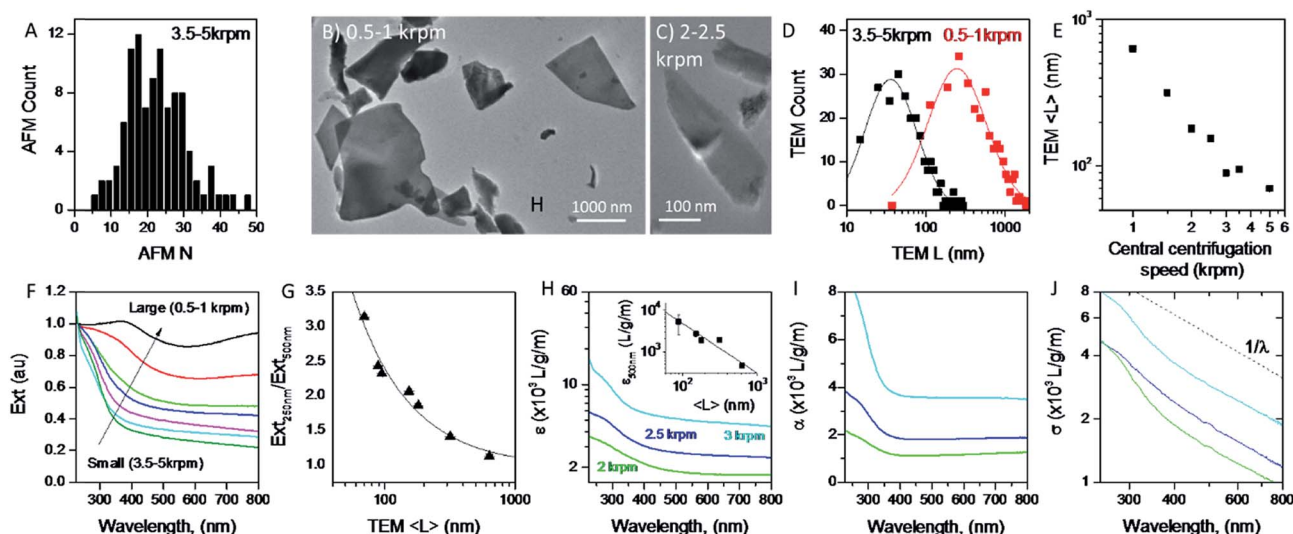 A
3.5-5krpm
12
8
4
0
AFM Count
0 10 20 30 40 50
AFM N
B) 0.5-1 krpm
H
1000 nm
C) 2-2.5
krpm
100 nm
D
3.5-5krpm 0.5-1krpm
40
30
20
10
0
TEM Count
10 100 1000
TEM L (nm)
E
10³
10²
TEM <L> (nm)
1 2 3 4 5 6
Central centrifugation
speed (krpm)
F
1.2
1.0
0.8
0.6
0.4
0.2
0.0
Ext (au)
Large (0.5-1 krpm)
Small (3.5-5krpm)
300 400 500 600 700 800
Wavelength, (nm)
G
3.5
3.0
2.5
2.0
1.5
1.0
Ext250nm/Ext500nm
100 1000
TEM <L> (nm)
H
60
10
2
ε (x10³ L/g/m)
ε500nm (L/g/m)
10⁴
10³
10² 10³
<L> (nm)
2.5 krpm
3 krpm
2 krpm
300 400 500 600 700 800
Wavelength, (nm)
I
8
6
4
2
0
α (x10³ L/g/m)
300 400 500 600 700 800
Wavelength, (nm)
J
8
6
4
2
1
σ (x10³ L/g/m)
1/λ
300 400 500 600 800
Wavelength, (nm)